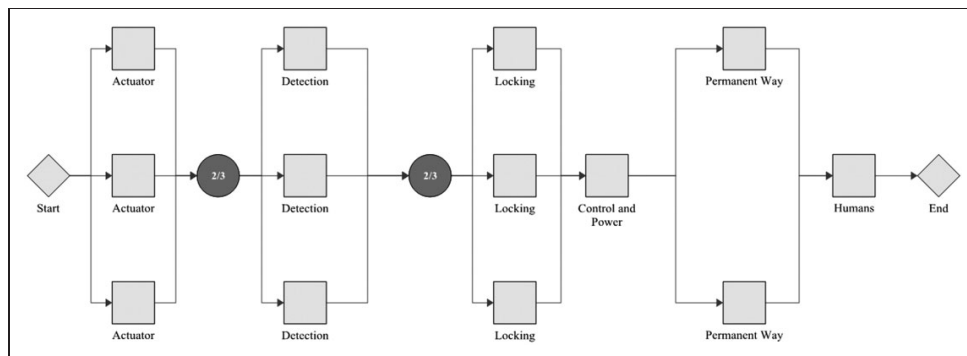 Actuator
Detection
Locking
Permanent Way
2/3
2/3
Start
Actuator
Detection
Locking
Control and
Power
Humans
End
Actuator
Detection
Locking
Permanent Way